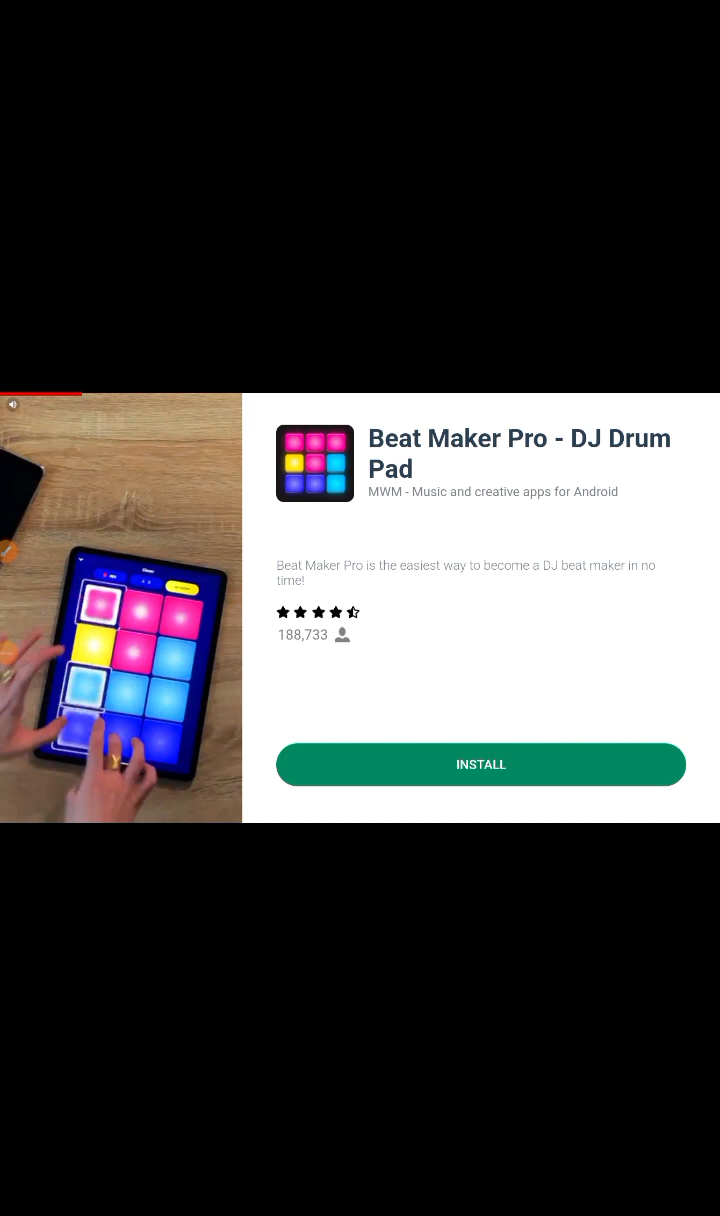 Beat Maker Pro - DJ Drum
Pad
MWM - Music and creative apps for Android
Beat Maker Pro is the easiest way to become a DJ beat maker in no
time!
188,733
INSTALL